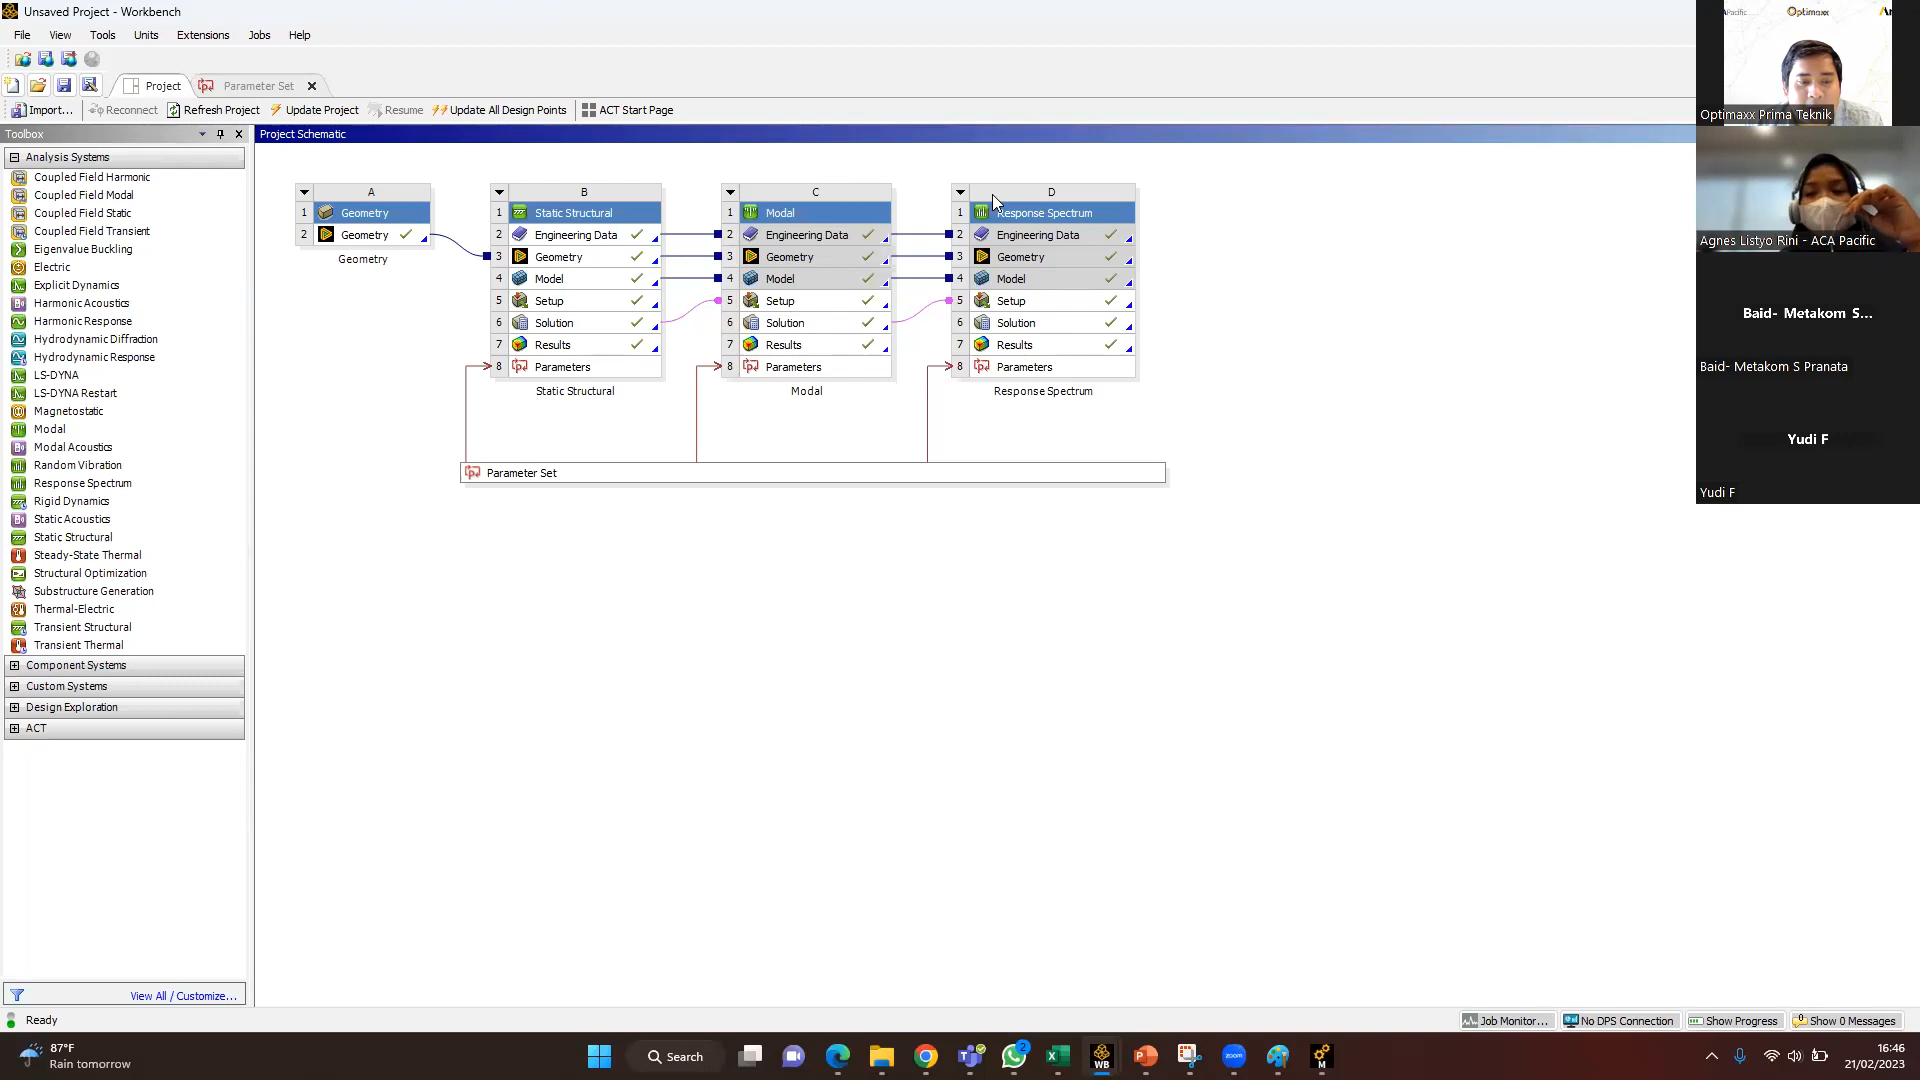 Unsaved Project - Workbench
File View Tools Units Extensions Jobs Help
Project Parameter Set
Import... Reconnect Refresh Project Update Project Resume Update All Design Points ACT Start Page
Toolbox
Project Schematic
Analysis Systems
Coupled Field Harmonic
Coupled Field Modal
Coupled Field Static
Coupled Field Transient
Eigenvalue Buckling
Electric
Explicit Dynamics
Harmonic Acoustics
Harmonic Response
Hydrodynamic Diffraction
Hydrodynamic Response
LS-DYNA
LS-DYNA Restart
Magnetostatic
Modal
Modal Acoustics
Random Vibration
Response Spectrum
Rigid Dynamics
Static Acoustics
Static Structural
Steady-State Thermal
Structural Optimization
Substructure Generation
Thermal-Electric
Transient Structural
Transient Thermal
Component Systems
Custom Systems
Design Exploration
ACT
View All / Customize...
A
1 Geometry
2 Geometry
Geometry
B
1 Static Structural
2 Engineering Data
3 Geometry
4 Model
5 Setup
6 Solution
7 Results
8 Parameters
Static Structural
C
1 Modal
2 Engineering Data
3 Geometry
4 Model
5 Setup
6 Solution
7 Results
8 Parameters
Modal
D
1 Response Spectrum
2 Engineering Data
3 Geometry
4 Model
5 Setup
6 Solution
7 Results
8 Parameters
Response Spectrum
Parameter Set
Optimaxx
Optimaxx Prima Teknik
Agnes Listyo Rini - ACA Pacific
Baid- Metakom S...
Baid- Metakom S Pranata
Yudi F
Yudi F
Ready
Job Monitor... No DPS Connection Show Progress Show 0 Messages
87°F
Rain tomorrow
Search
2
WB
zoom
M
16:46
21/02/2023